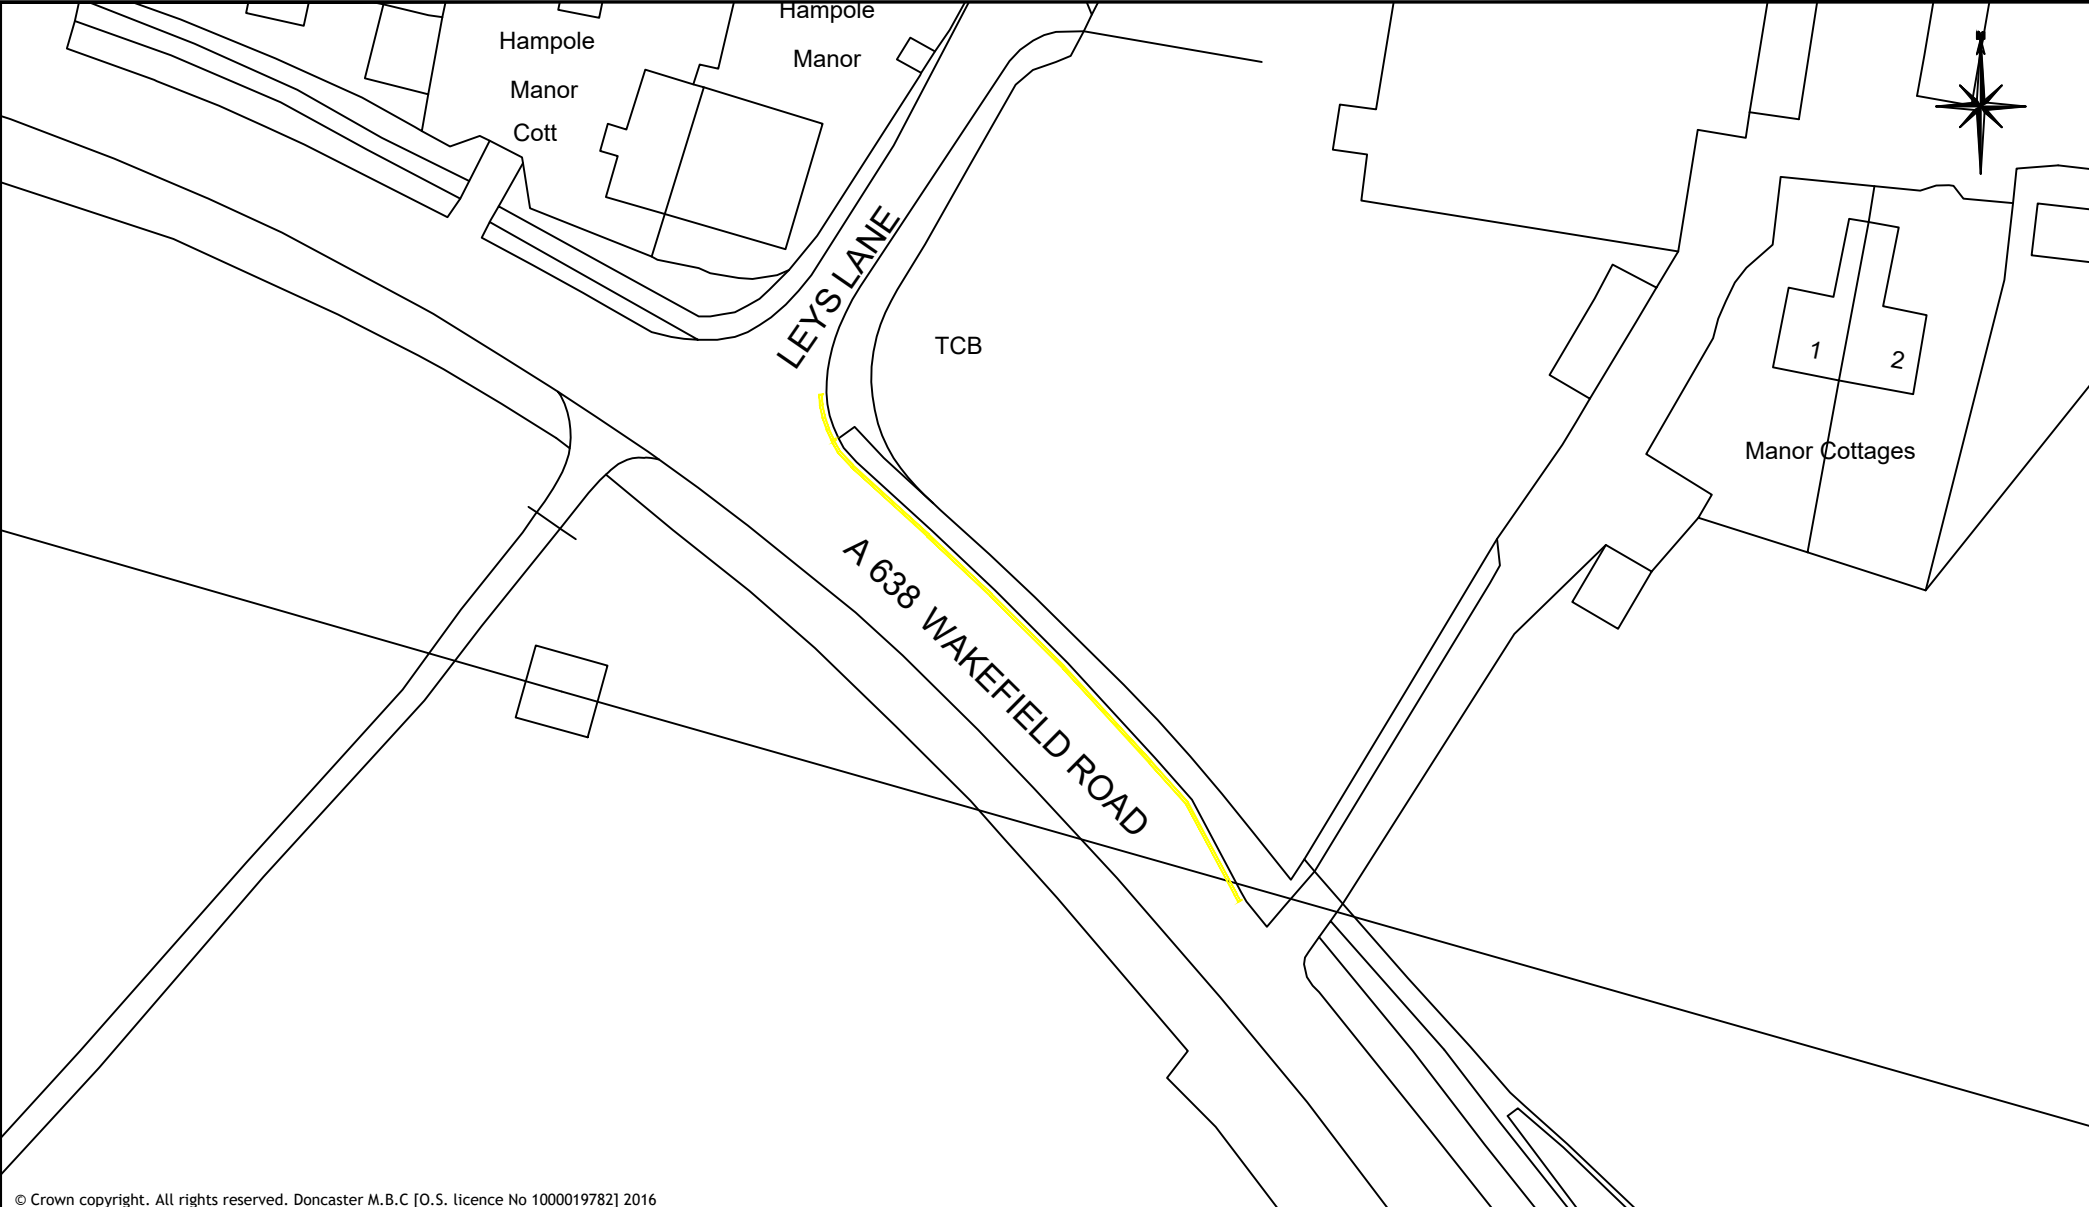 Hampole
Manor
Hampole
Manor
Cott
N
LEYS LANE
TCB
1
2
Manor Cottages
A 638 WAKEFIELD ROAD
© Crown copyright. All rights reserved. Doncaster M.B.C [O.S. licence No 1000019782] 2016